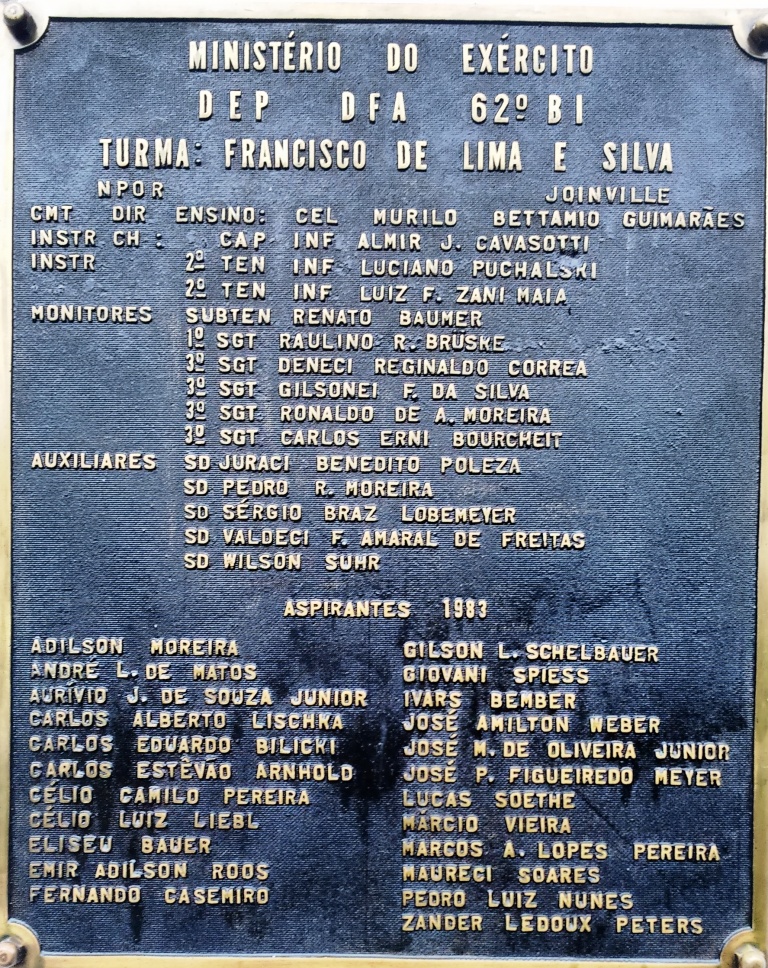 MINISTÉRIO DO EXÉRCITO
DEP DFA 62º BI
TURMA: FRANCISCO DE LIMA E SILVA
NPOR JOINVILLE
CMT DIR ENSINO: CEL MURILO BETTAMIO GUIMARÃES
INSTR CH : CAP INF ALMIR J. CAVASOTTI
INSTR 2º TEN INF LUCIANO PUCHALSKI
2º TEN INF LUIZ F. ZANI MAIA
MONITORES SUBTEN RENATO BAUMER
1º SGT RAULINO R. BRÜSKE
3º SGT DENECI REGINALDO CORREA
3º SGT GILSONEI F. DA SILVA
3º SGT RONALDO DE A. MOREIRA
3º SGT CARLOS ERNI BOURCHEIT
AUXILIARES SD JURACI BENEDITO POLEZA
SD PEDRO R. MOREIRA
SD SÉRGIO BRAZ LOBEMEYER
SD VALDECI F. AMARAL DE FREITAS
SD WILSON SUHR
ASPIRANTES 1983
ADILSON MOREIRA
ANDRÉ L. DE MATOS
AURÍVIO J. DE SOUZA JUNIOR
CARLOS ALBERTO LISCHKA
CARLOS EDUARDO BILICKI
CARLOS ESTÊVÃO ARNHOLD
CÉLIO CAMILO PEREIRA
CÉLIO LUIZ LIEBL
ELISEU BAUER
EMIR ADILSON ROOS
FERNANDO CASEMIRO
GILSON L. SCHELBAUER
GIOVANI SPIESS
IVARS BEMBER
JOSÉ AMILTON WEBER
JOSÉ M. DE OLIVEIRA JUNIOR
JOSÉ P. FIGUEIREDO MEYER
LUCAS SOETHE
MÁRCIO VIEIRA
MARCOS A. LOPES PEREIRA
MAURECI SOARES
PEDRO LUIZ NUNES
ZANDER LEDOUX PETERS